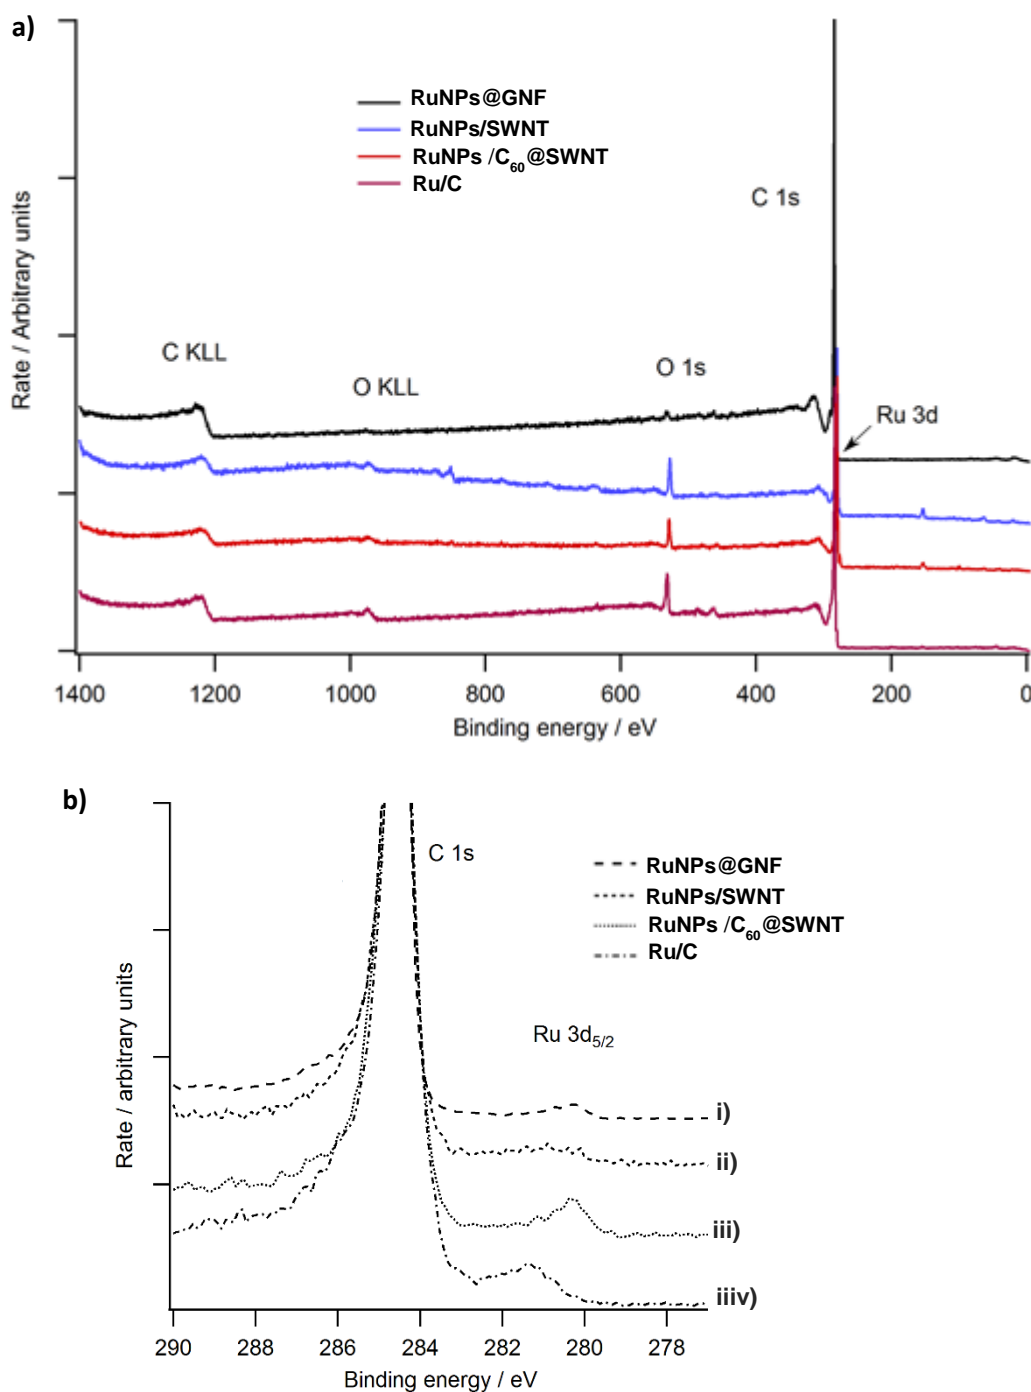 a)
RuNPs@GNF
RuNPs/SWNT
RuNPs /C60@SWNT
Ru/C
C 1s
C KLL
O KLL
O 1s
Ru 3d
Rate / Arbitrary units
1400 1200 1000 800 600 400 200 0
Binding energy / eV
b)
C 1s
RuNPs@GNF
RuNPs/SWNT
RuNPs /C60@SWNT
Ru/C
Ru 3d5/2
i)
ii)
iii)
iiiv)
Rate / arbitrary units
290 288 286 284 282 280 278
Binding energy / eV